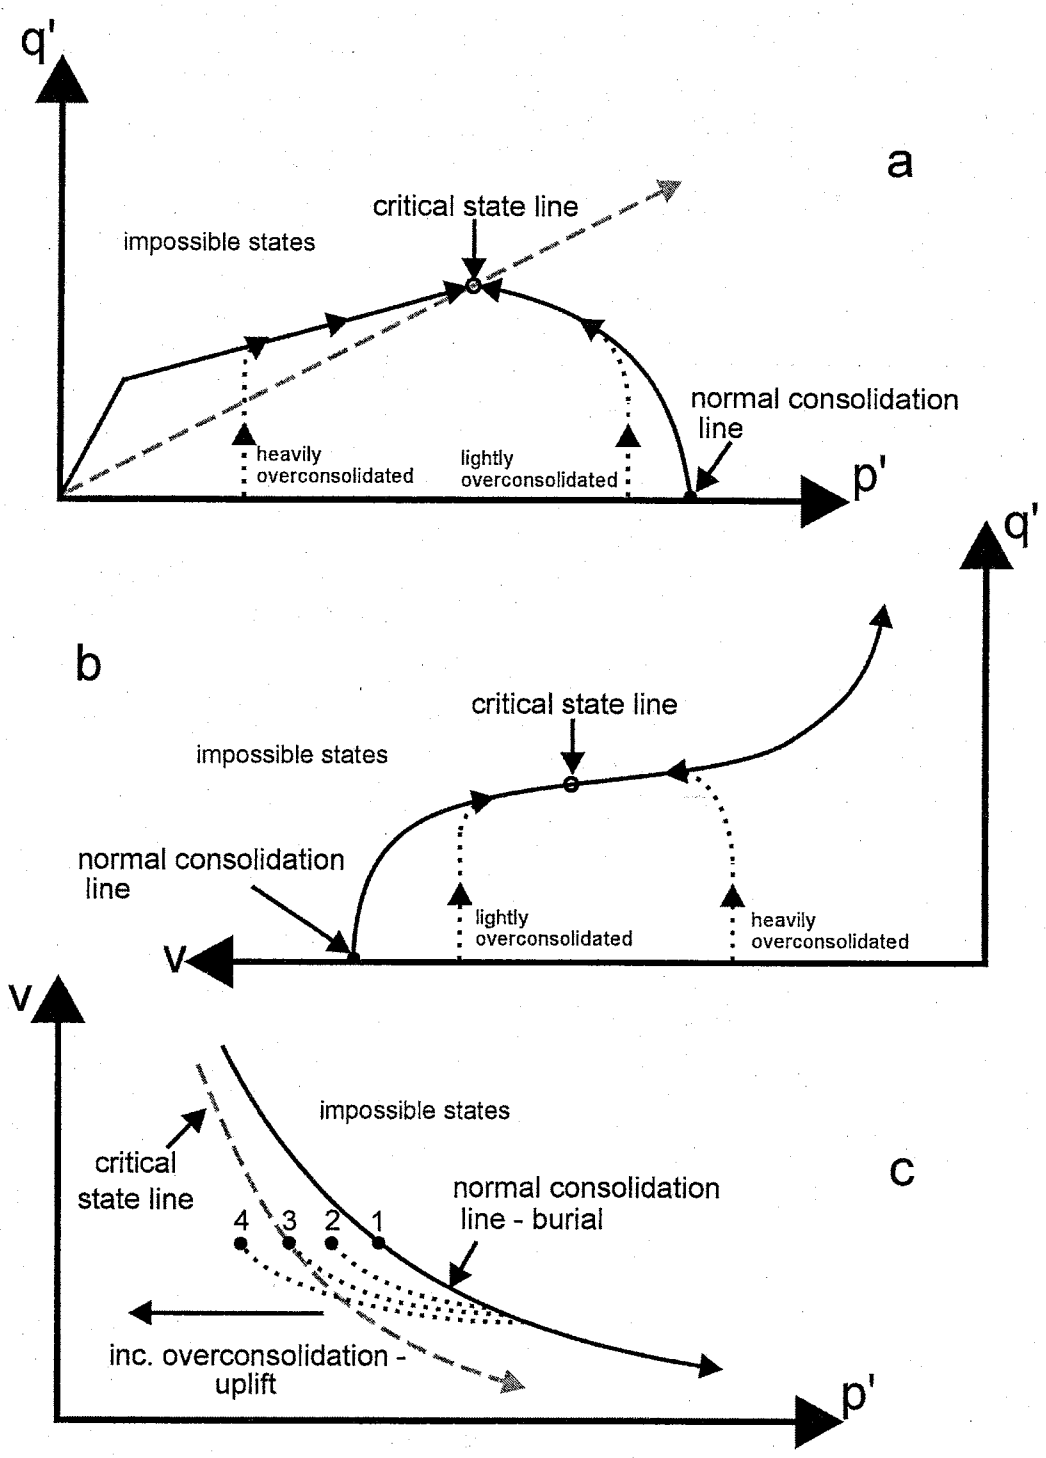 q'
a
critical state line
impossible states
normal consolidation
line
heavily
overconsolidated
lightly
overconsolidated
p'
q'
b
critical state line
impossible states
normal consolidation
line
lightly
overconsolidated
heavily
overconsolidated
v
v
impossible states
critical
state line
c
normal consolidation
line - burial
4 3 2 1
inc. overconsolidation -
uplift
p'